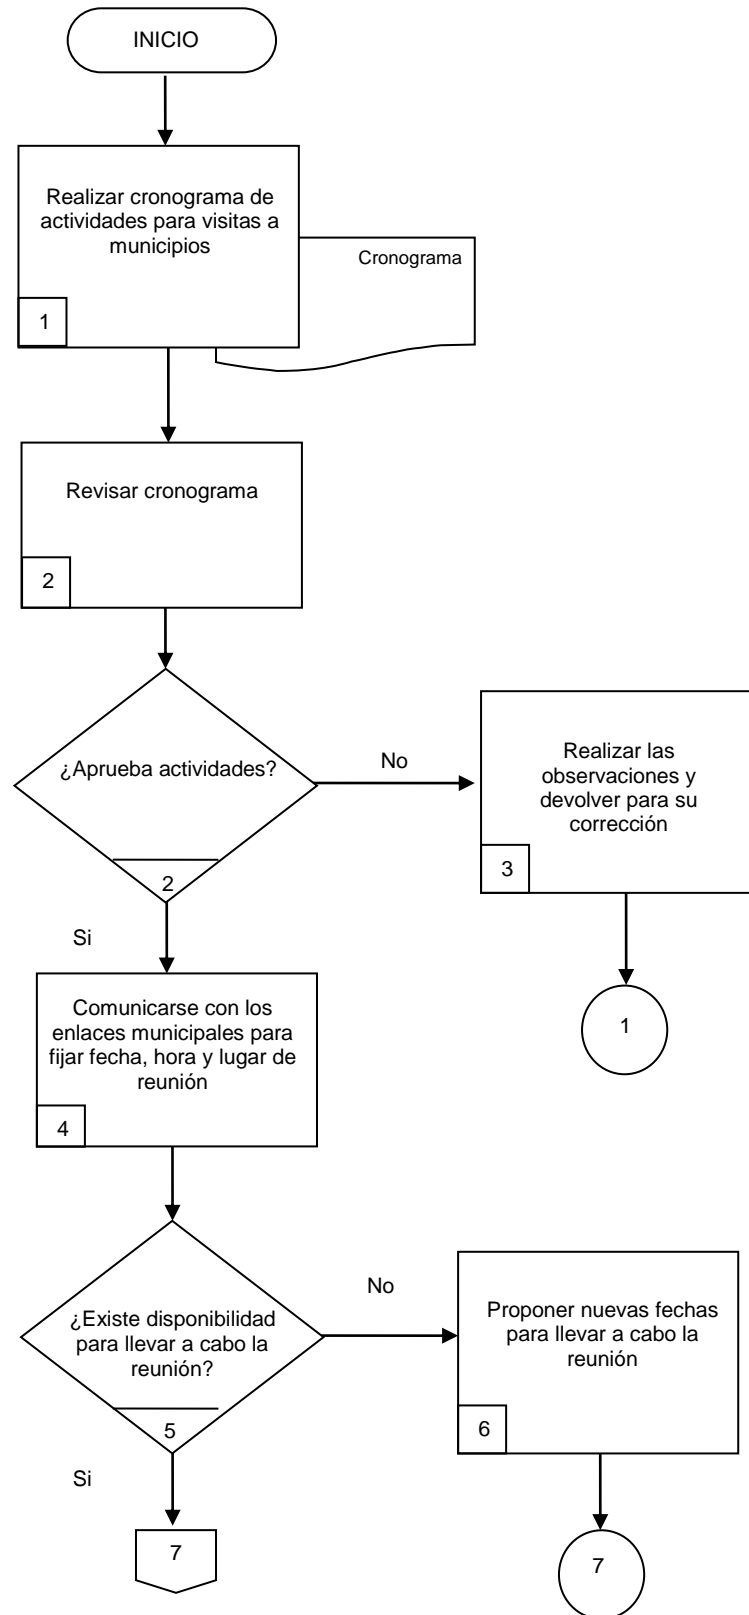 INICIO
Realizar cronograma de
actividades para visitas a
municipios
Cronograma
1
Revisar cronograma
2
¿Aprueba actividades?
No
2
Realizar las
observaciones y
devolver para su
corrección
3
1
Si
Comunicarse con los
enlaces municipales para
fijar fecha, hora y lugar de
reunión
4
¿Existe disponibilidad
para llevar a cabo la
reunión?
No
5
Proponer nuevas fechas
para llevar a cabo la
reunión
6
Si
7
7